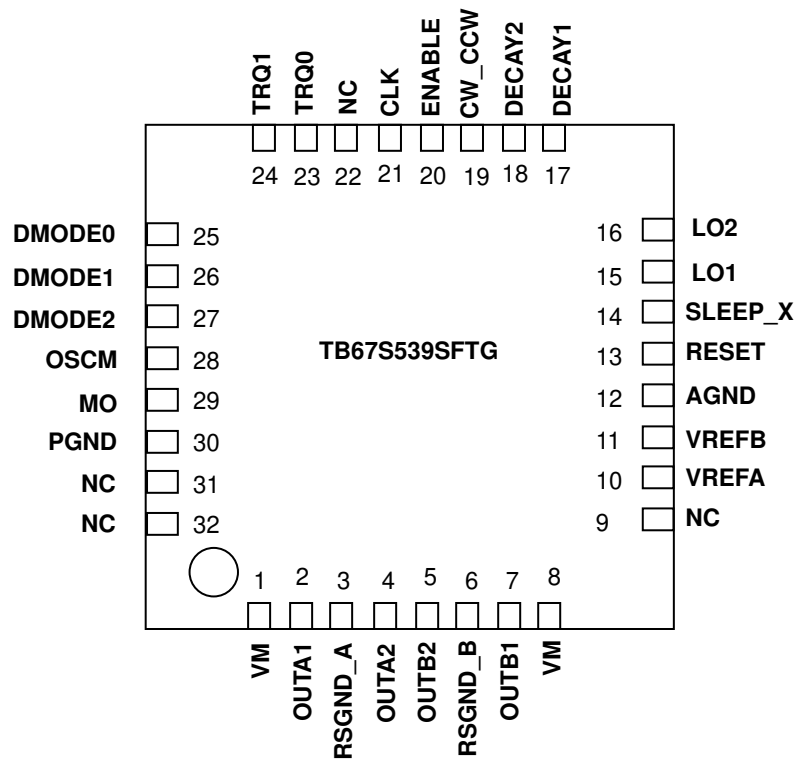 TRQ1
TRQ0
NC
CLK
ENABLE
CW_CCW
DECAY2
DECAY1
24 23 22 21 20 19 18 17
DMODE0 25
DMODE1 26
DMODE2 27
OSCM 28
MO 29
PGND 30
NC 31
NC 32
TB67S539SFTG
16 LO2
15 LO1
14 SLEEP_X
13 RESET
12 AGND
11 VREFB
10 VREFA
9 NC
1 2 3 4 5 6 7 8
VM
OUTA1
RSGND_A
OUTA2
OUTB2
RSGND_B
OUTB1
VM